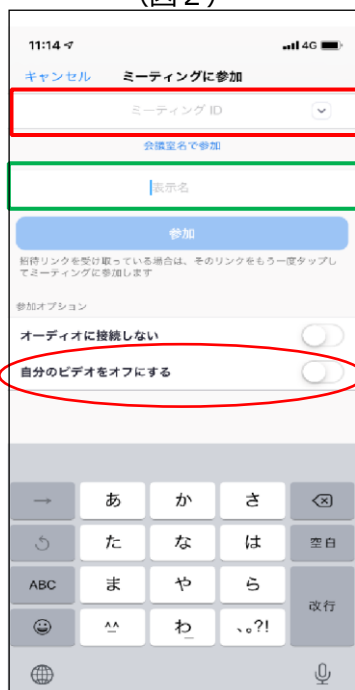 (図２)
11:14
4G
キャンセル ミーティングに参加
ミーティング ID
会議室名で参加
表示名
参加
招待リンクを受け取っている場合は、そのリンクをもう一度タップし
てミーティングに参加します
参加オプション
オーディオに接続しない
自分のビデオをオフにする
→ あ か さ
た な は 空白
ABC ま や ら
改行
^^ わ_ 、。?!